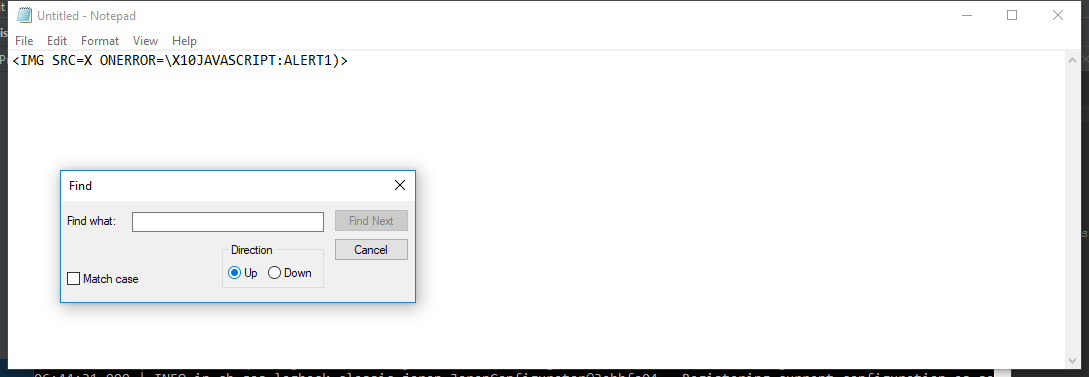 Untitled - Notepad
File Edit Format View Help
<IMG SRC=X ONERROR=\X10JAVASCRIPT:ALERT1)>
Find
Find what:
Find Next
Cancel
Direction
Up Down
Match case